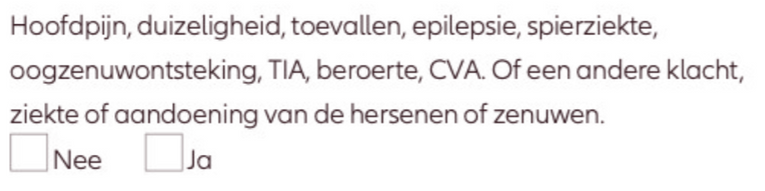 Hoofdpijn, duizeligheid, toevallen, epilepsie, spierziekte,
oogzenuwontsteking, TIA, beroerte, CVA. Of een andere klacht,
ziekte of aandoening van de hersenen of zenuwen.
Nee Ja